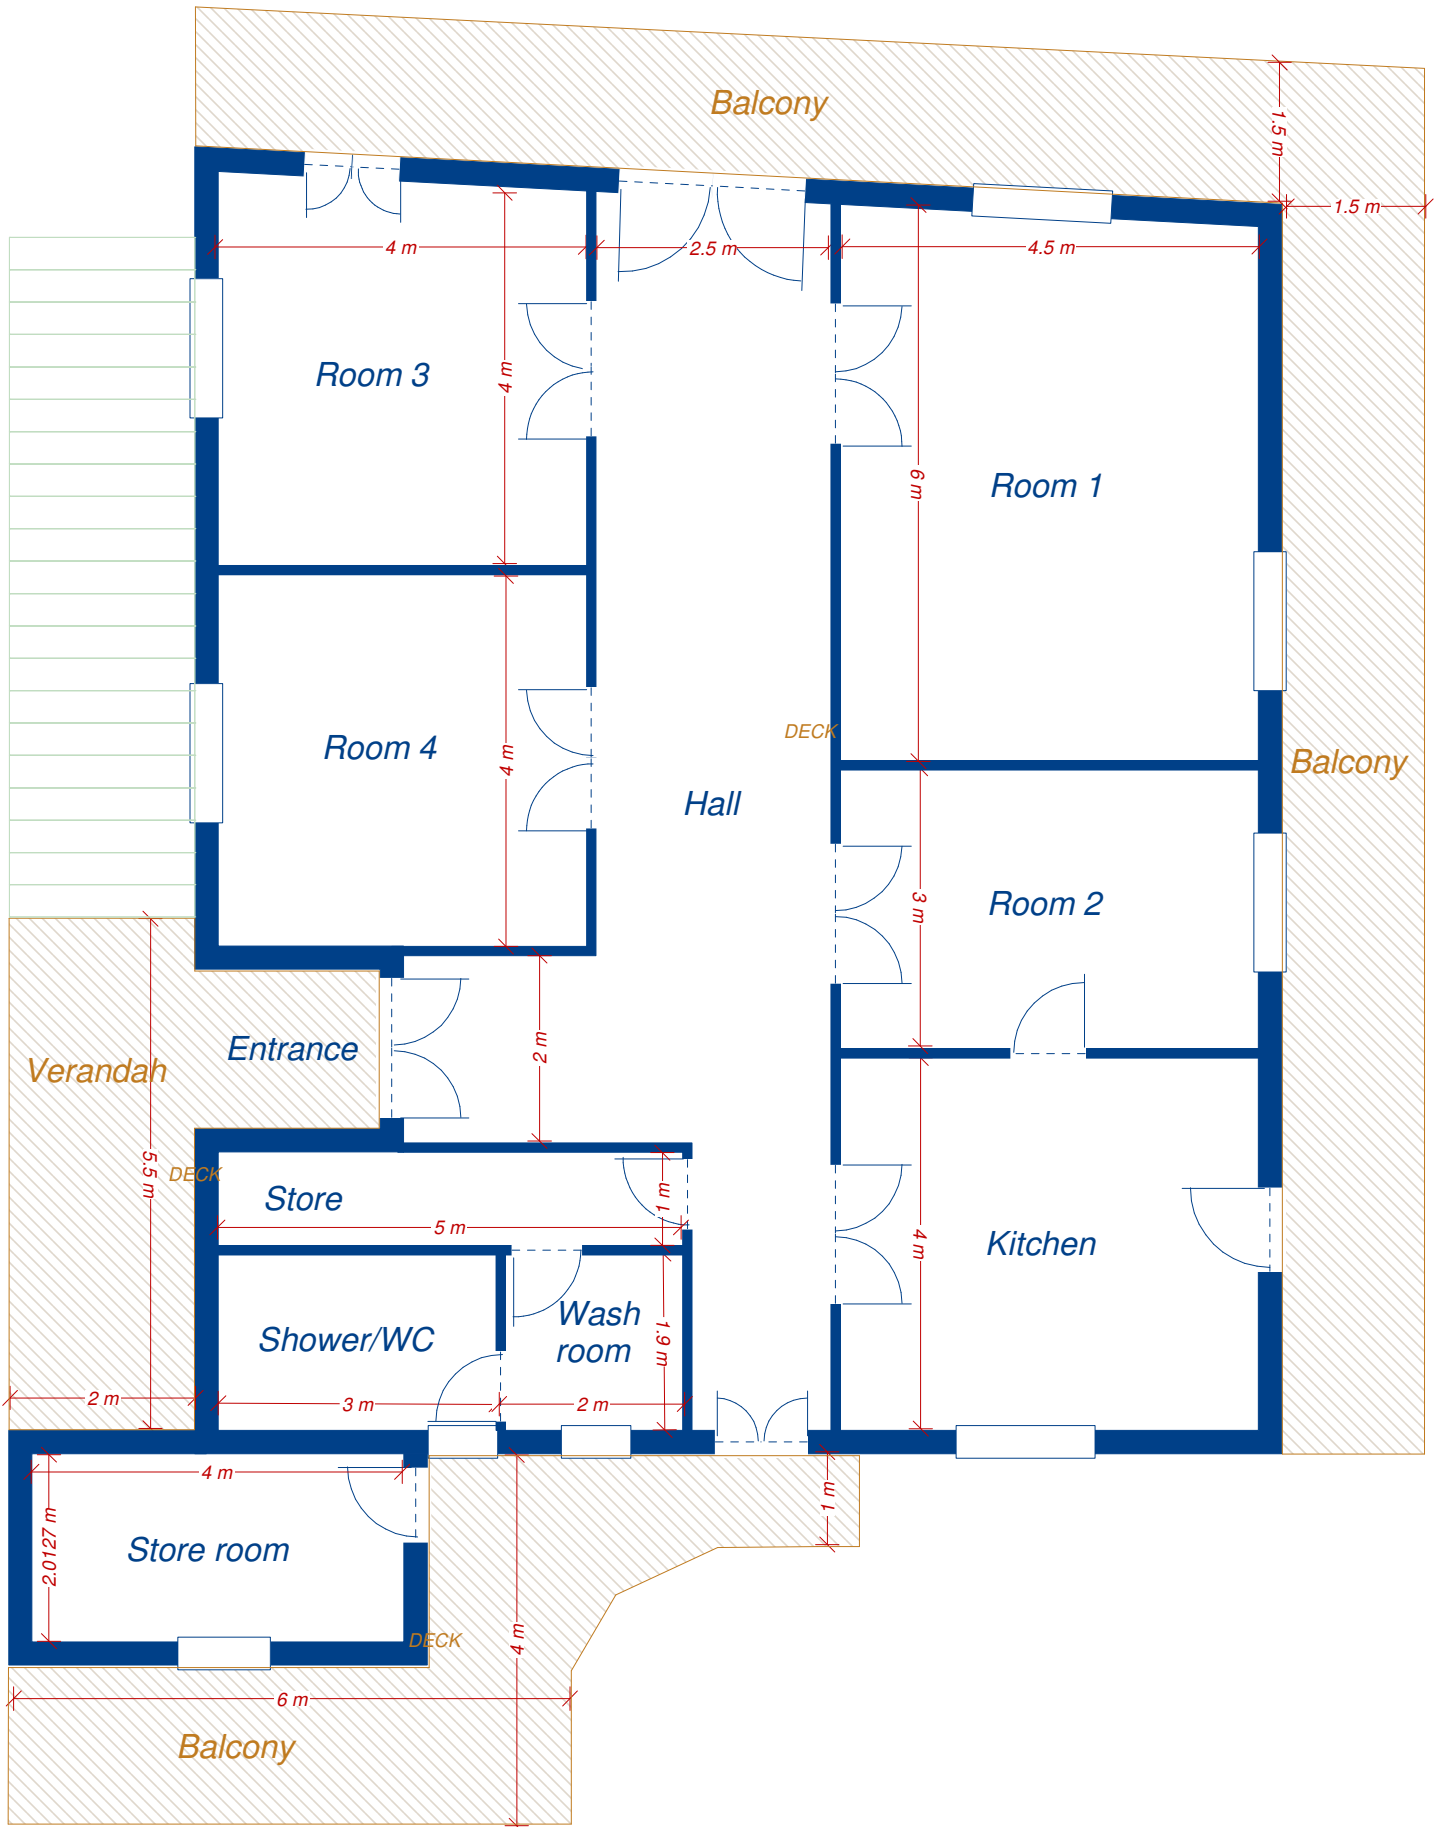 Balcony
1.5 m
1.5 m
4 m
2.5 m
4.5 m
Room 3
4 m
6 m
Room 1
DECK
Room 4
4 m
Hall
Balcony
3 m
Room 2
Entrance
Verandah
2 m
5.5 m
DECK
Store
1 m
5 m
4 m
Kitchen
Shower/WC
Wash
room
1.9 m
2 m
3 m
2 m
4 m
1 m
2.0127 m
Store room
DECK
4 m
6 m
Balcony